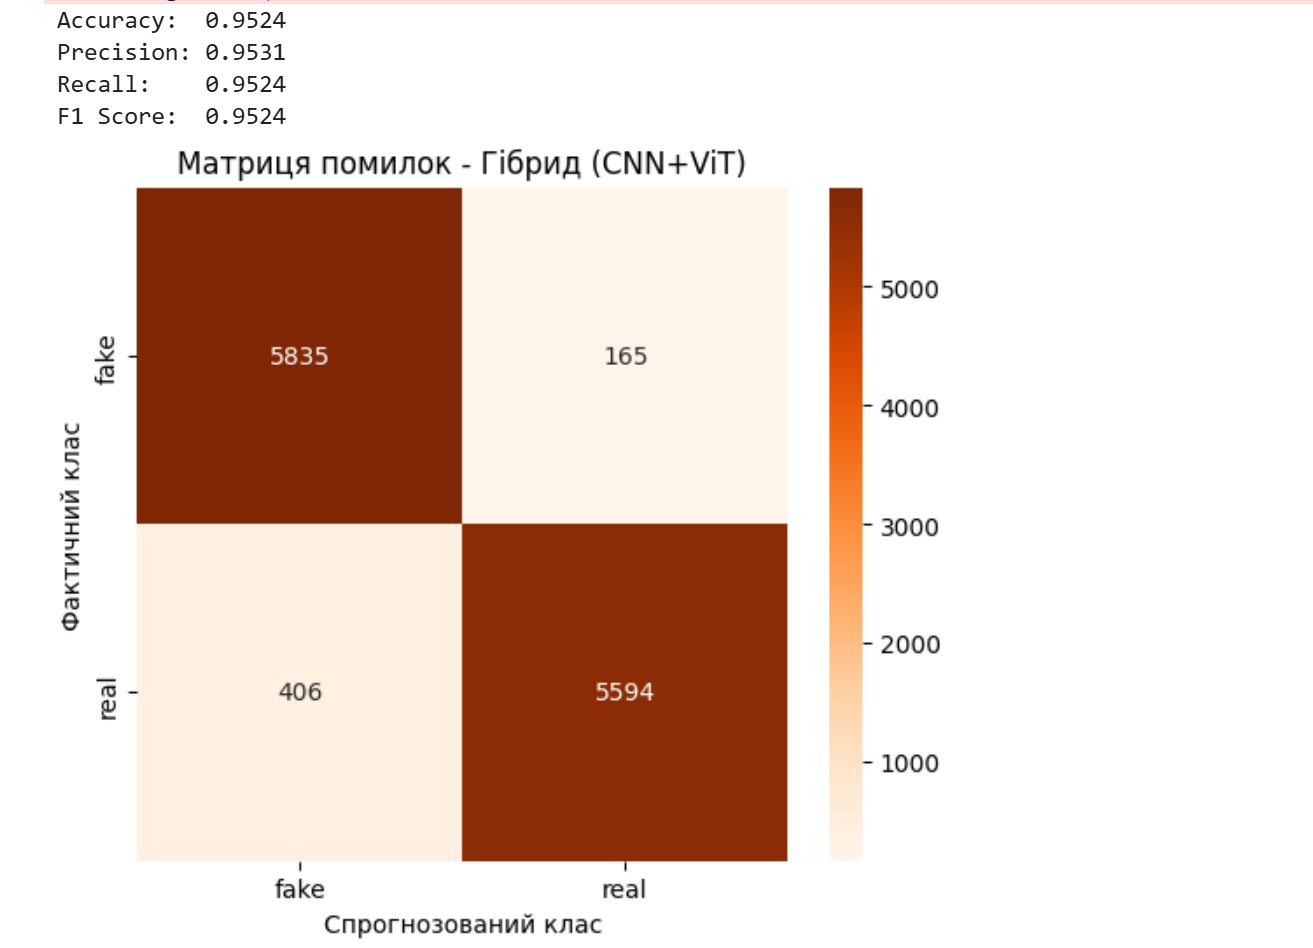 Accuracy: 0.9524
Precision: 0.9531
Recall: 0.9524
F1 Score: 0.9524
Матриця помилок - Гібрид (CNN+ViT)
5835
165
406
5594
fake
real
Фактичний клас
fake
real
Спрогнозований клас
5000
4000
3000
2000
1000